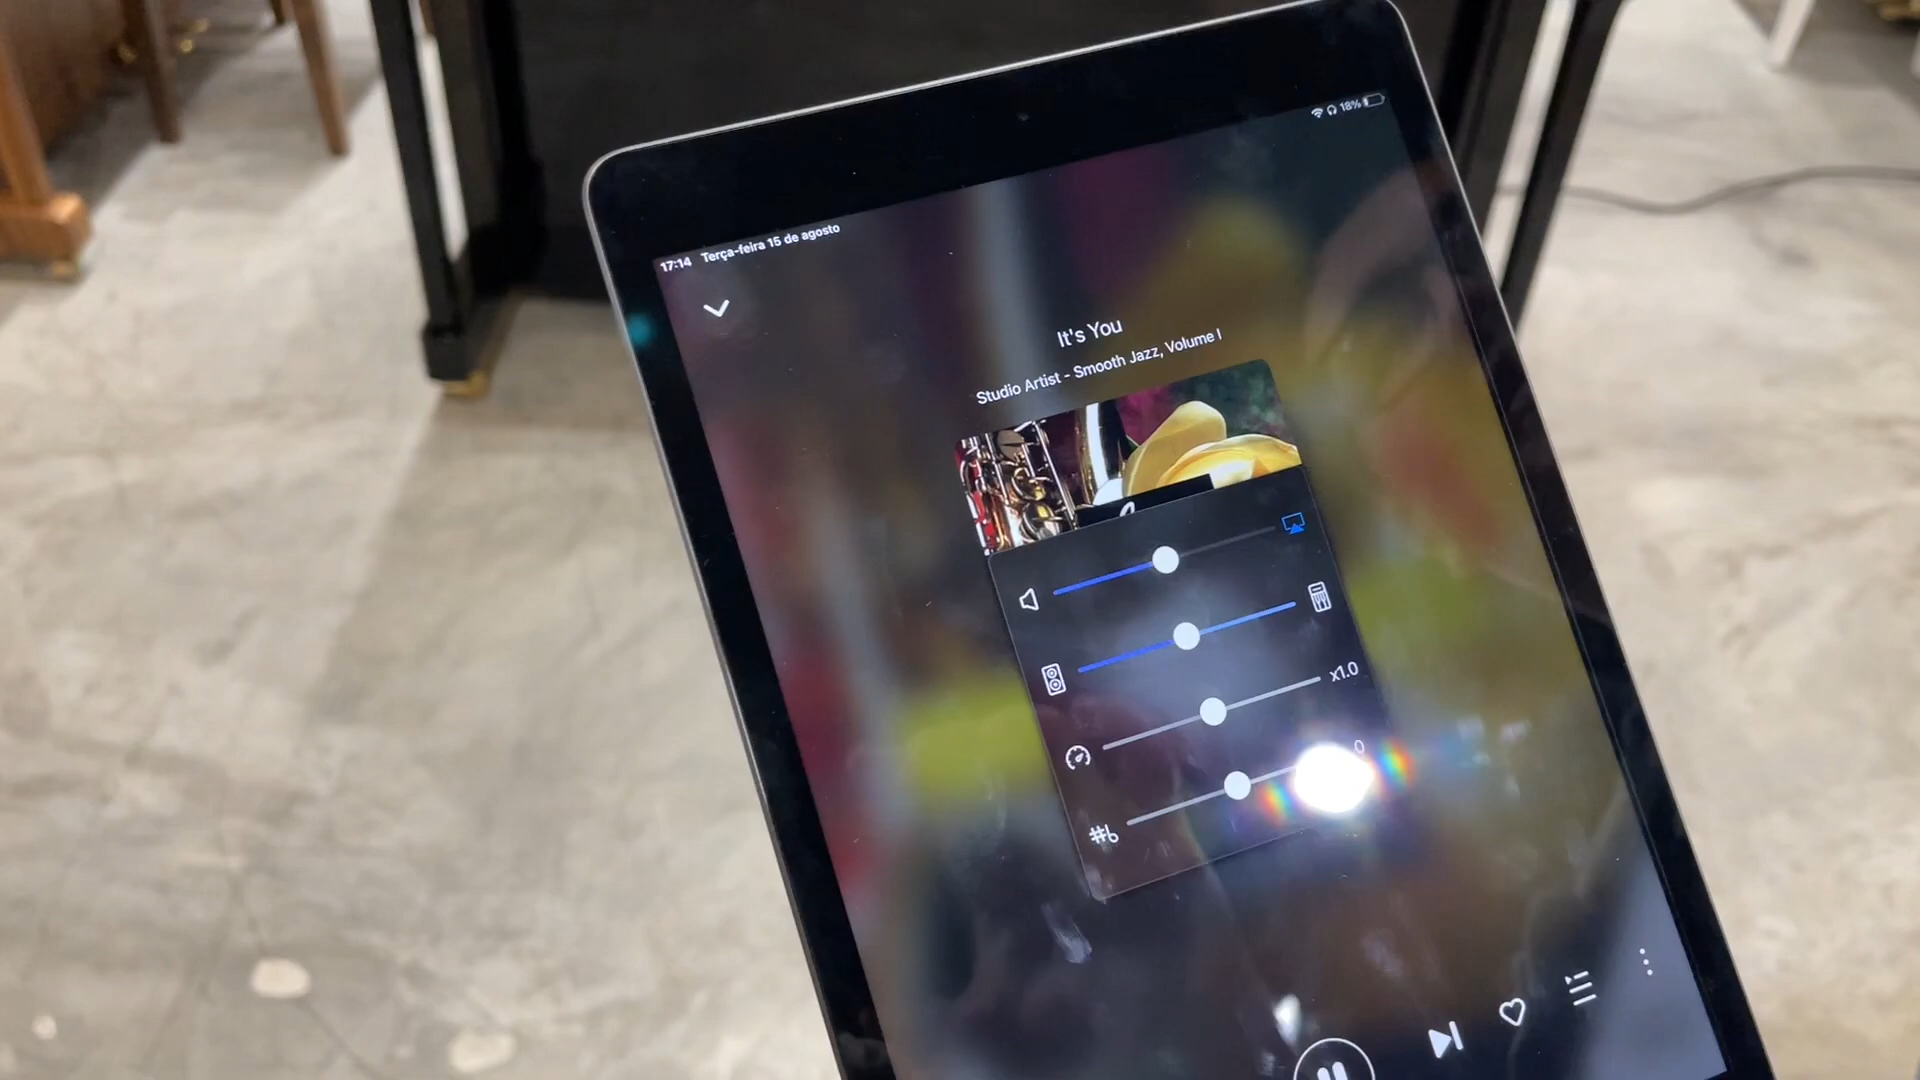 18%
17:14 Terça-feira 15 de agosto
It's You
Studio Artist - Smooth Jazz, Volume I
x1.0
0
#b